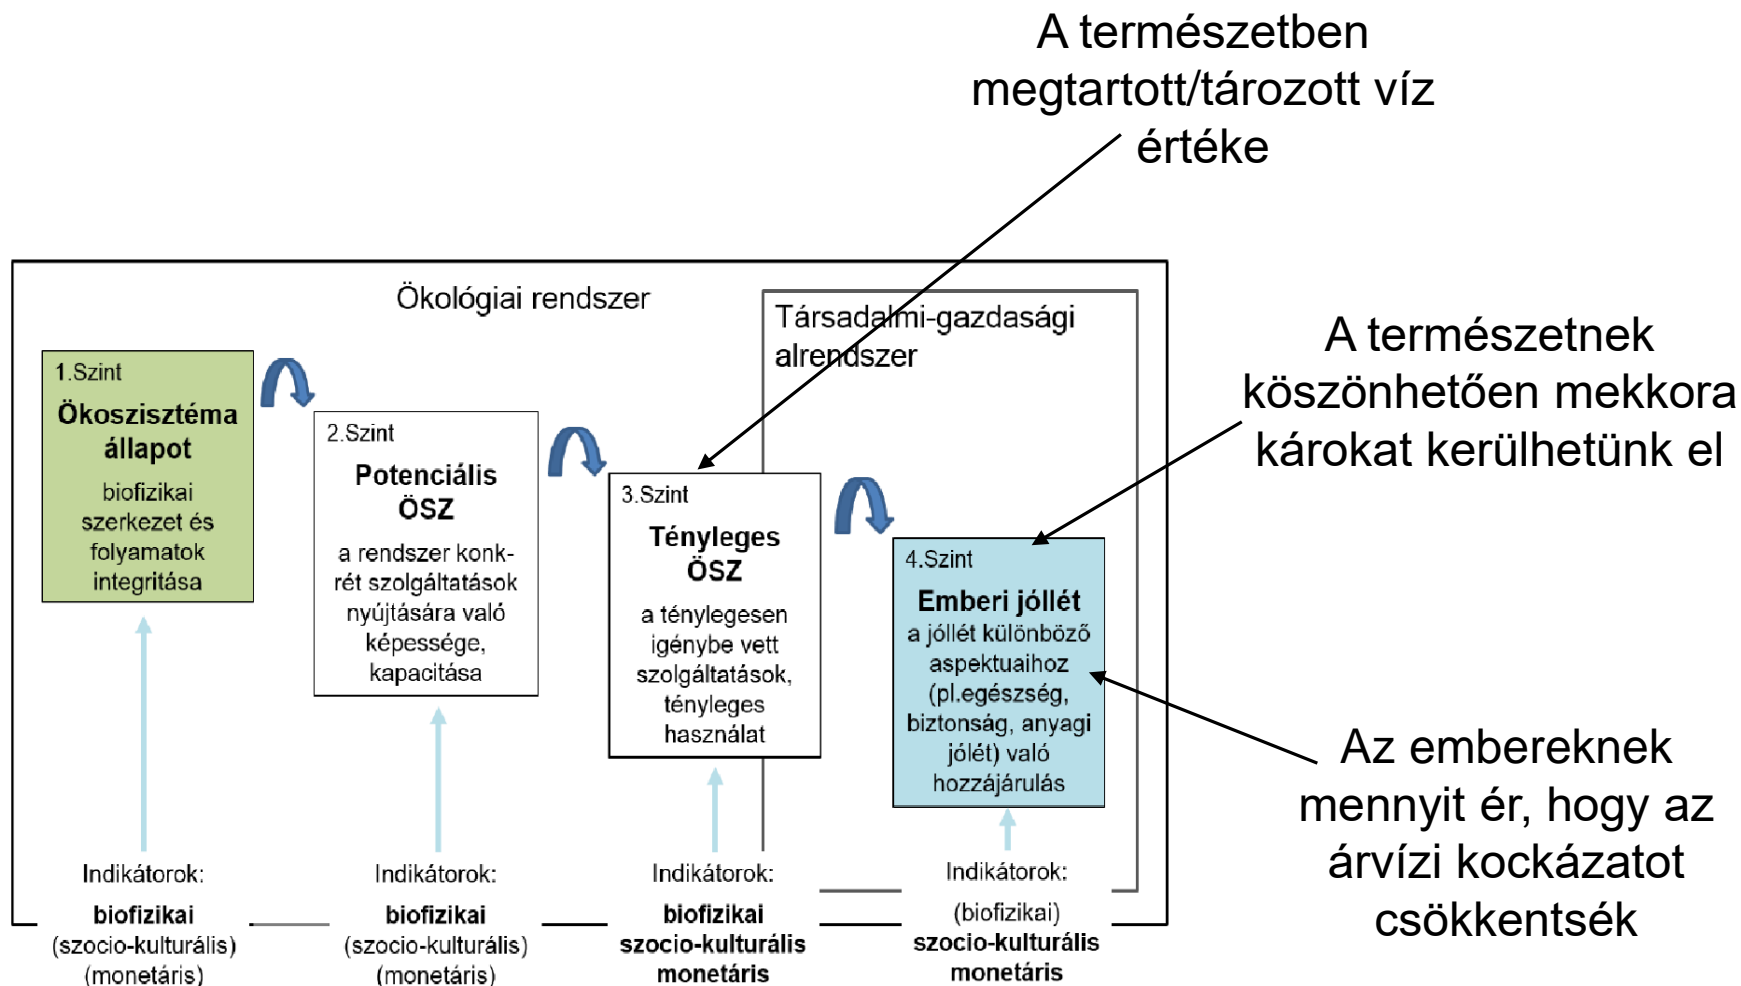 A természetben
megtartott/tározott víz
értéke
Ökológiai rendszer
Társadalmi-gazdasági
alrendszer
1.Szint
Ökoszisztéma
állapot
biofizikai
szerkezet és
folyamatok
integritása
2.Szint
Potenciális
ÖSZ
a rendszer konk-
rét szolgáltatások
nyújtására való
képessége,
kapacitása
3.Szint
Tényleges
ÖSZ
a ténylegesen
igénybe vett
szolgáltatások,
tényleges
használat
4.Szint
Emberi jóllét
a jóllét különböző
aspektuaihoz
(pl.egészség,
biztonság, anyagi
jólét) való
hozzájárulás
A természetnek
köszönhetően mekkora
károkat kerülhetünk el
Az embereknek
mennyit ér, hogy az
árvízi kockázatot
csökkentsék
Indikátorok:
biofizikai
(szocio-kulturális)
(monetáris)
Indikátorok:
biofizikai
(szocio-kulturális)
(monetáris)
Indikátorok:
biofizikai
szocio-kulturális
monetáris
Indikátorok:
(biofizikai)
szocio-kulturális
monetáris